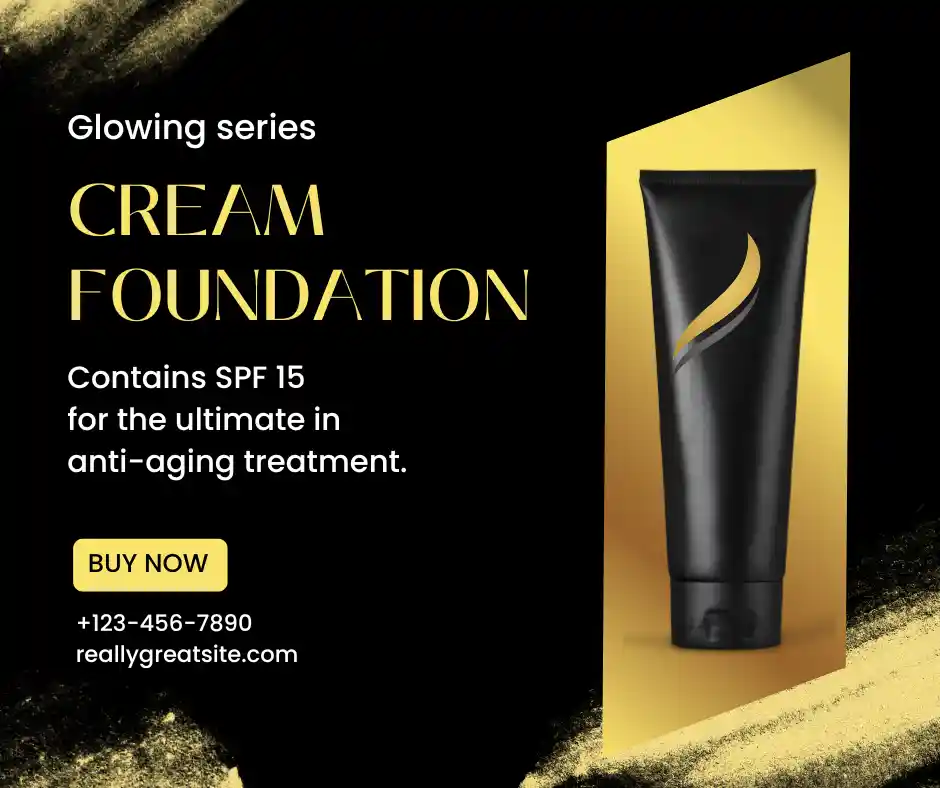 Glowing series
CREAM
FOUNDATION
Contains SPF 15
for the ultimate in
anti-aging treatment.
BUY NOW
+123-456-7890
reallygreatsite.com